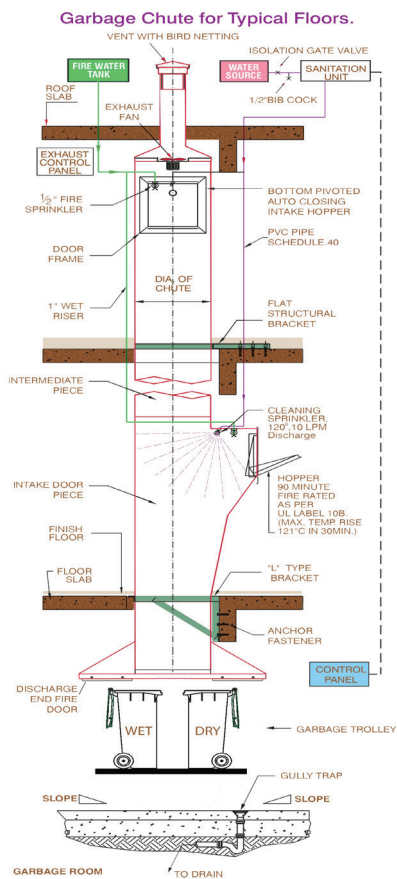 Garbage Chute for Typical Floors.
VENT WITH BIRD NETTING
ISOLATION GATE VALVE
FIRE WATER
TANK
WATER
SOURCE
SANITATION
UNIT
ROOF
SLAB
EXHAUST
FAN
1/2"BIB COCK
EXHAUST
CONTROL
PANEL
½" FIRE
SPRINKLER
BOTTOM PIVOTED
AUTO CLOSING
INTAKE HOPPER
PVC PIPE
SCHEDULE.40
DOOR
FRAME
DIA. OF
CHUTE
1" WET
RISER
FLAT
STRUCTURAL
BRACKET
INTERMEDIATE
PIECE
CLEANING
SPRINKLER,
120°,10 LPM
Discharge
INTAKE DOOR
PIECE
HOPPER
90 MINUTE
FIRE RATED
AS PER
UL LABEL 10B.
(MAX. TEMP. RISE
121°C IN 30MIN.)
FINISH
FLOOR
FLOOR
SLAB
"L" TYPE
BRACKET
ANCHOR
FASTENER
CONTROL
PANEL
DISCHARGE
END FIRE
DOOR
WET
DRY
GARBAGE TROLLEY
GULLY TRAP
SLOPE
SLOPE
GARBAGE ROOM
TO DRAIN